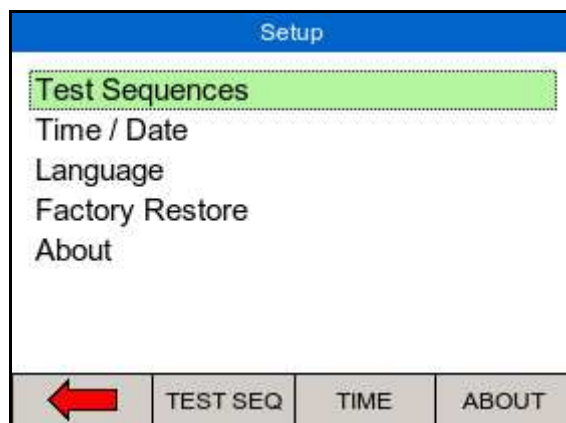 Setup
Test Sequences
Time / Date
Language
Factory Restore
About
TEST SEQ TIME ABOUT